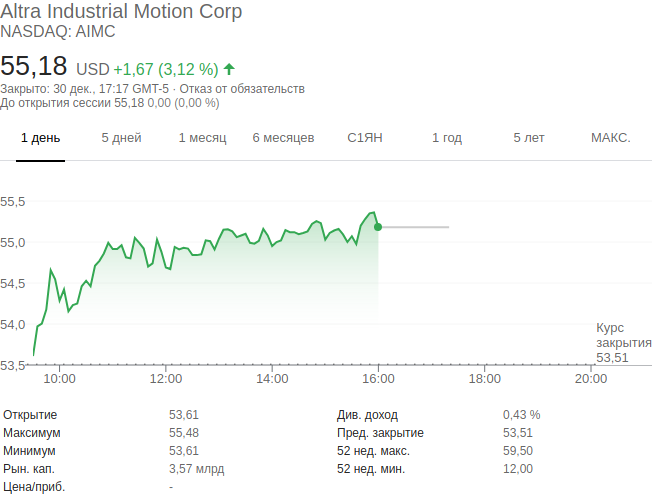 Altra Industrial Motion Corp
NASDAQ: AIMC
55,18 USD +1,67 (3,12 %)
Закрыто: 30 дек., 17:17 GMT-5 · Отказ от обязательств
До открытия сессии 55,18 0,00 (0,00 %)
1 день 5 дней 1 месяц 6 месяцев С1ЯН 1 год 5 лет МАКС.
55,5
55,0
54,5
54,0
Курс
закрытия
53,51
53,5
10:00 12:00 14:00 16:00 18:00 20:00
Открытие 53,61 Див. доход 0,43 %
Максимум 55,48 Пред. закрытие 53,51
Минимум 53,61 52 нед. макс. 59,50
Рын. кап. 3,57 млрд 52 нед. мин. 12,00
Цена/приб. -